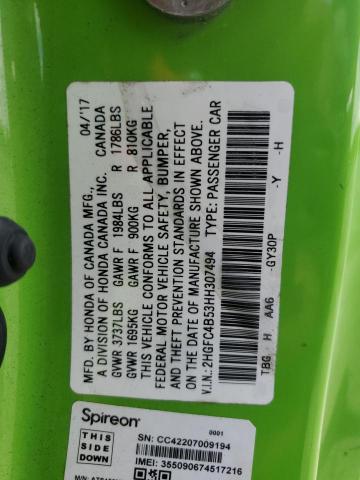 MFD. BY HONDA OF CANADA MFG., 04/'17
A DIVISION OF HONDA CANADA INC. CANADA
GVWR 3737LBS GAWR F 1984LBS R 1786LBS
GVWR 1695KG GAWR F 900KG R 810KG
THIS VEHICLE CONFORMS TO ALL APPLICABLE
FEDERAL MOTOR VEHICLE SAFETY, BUMPER,
AND THEFT PREVENTION STANDARDS IN EFFECT
ON THE DATE OF MANUFACTURE SHOWN ABOVE.
V.I.N.: 2HGFC4B53HH307494 TYPE: PASSENGER CAR
TBG H AA6 -GY30P -Y -H
Spireon
0001
THIS
SIDE
DOWN
SN: CC42207009194
IMEI: 355090674517216